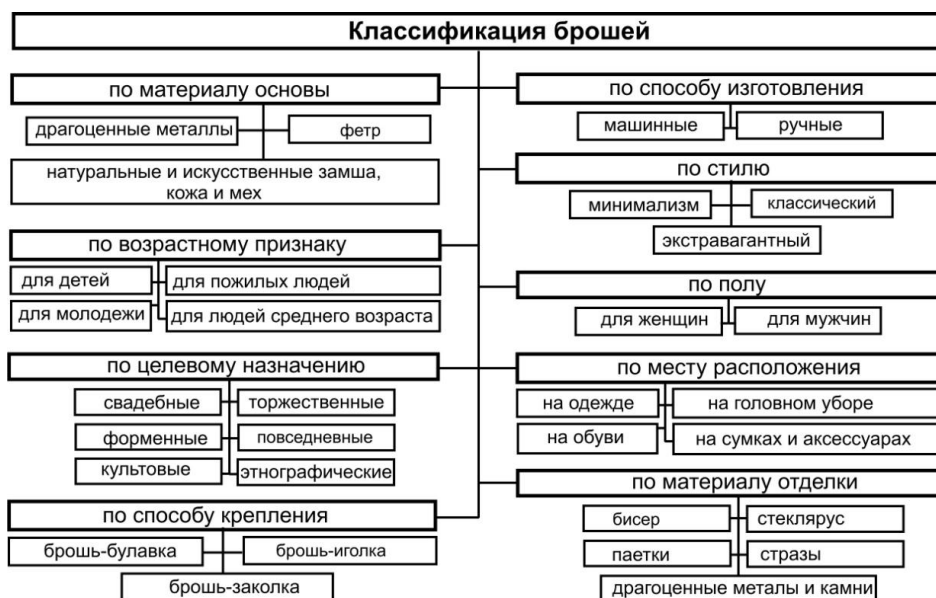 Классификация брошей
по материалу основы
драгоценные металлы
фетр
натуральные и искусственные замша,
кожа и мех
по возрастному признаку
для детей
для пожилых людей
для молодежи
для людей среднего возраста
по целевому назначению
свадебные
торжественные
форменные
повседневные
культовые
этнографические
по способу крепления
брошь-булавка
брошь-иголка
брошь-заколка
по способу изготовления
машинные
ручные
по стилю
минимализм
классический
экстравагантный
по полу
для женщин
для мужчин
по месту расположения
на одежде
на головном уборе
на обуви
на сумках и аксессуарах
по материалу отделки
бисер
стеклярус
паетки
стразы
драгоценные металы и камни